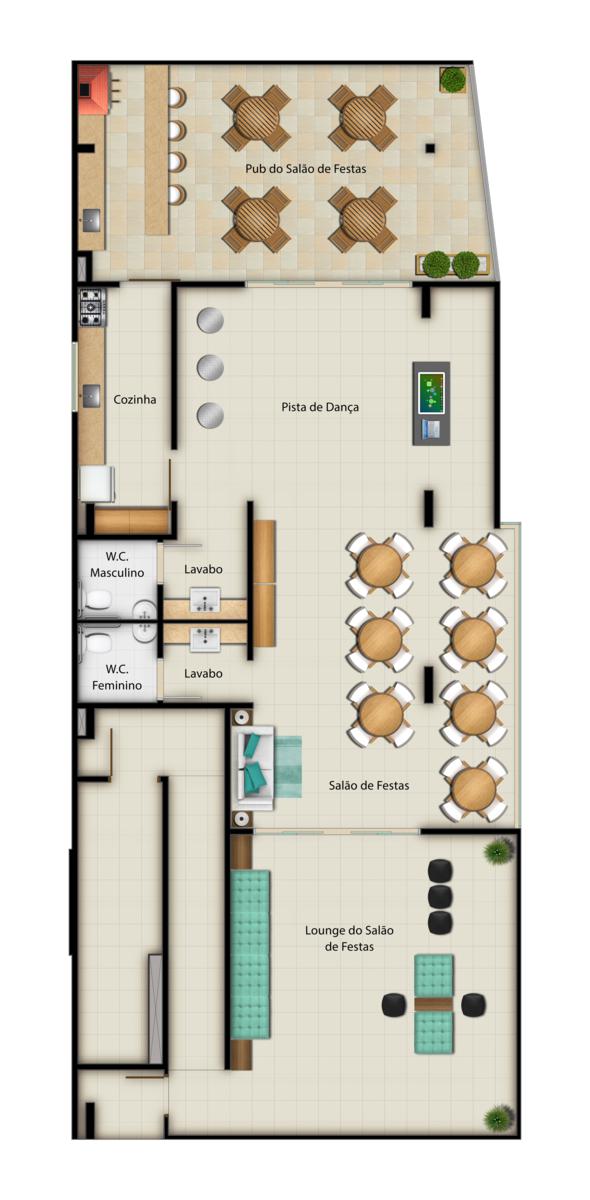 Pub do Salão de Festas
Cozinha
Pista de Dança
W.C.
Masculino
Lavabo
W.C.
Feminino
Lavabo
Salão de Festas
Lounge do Salão
de Festas